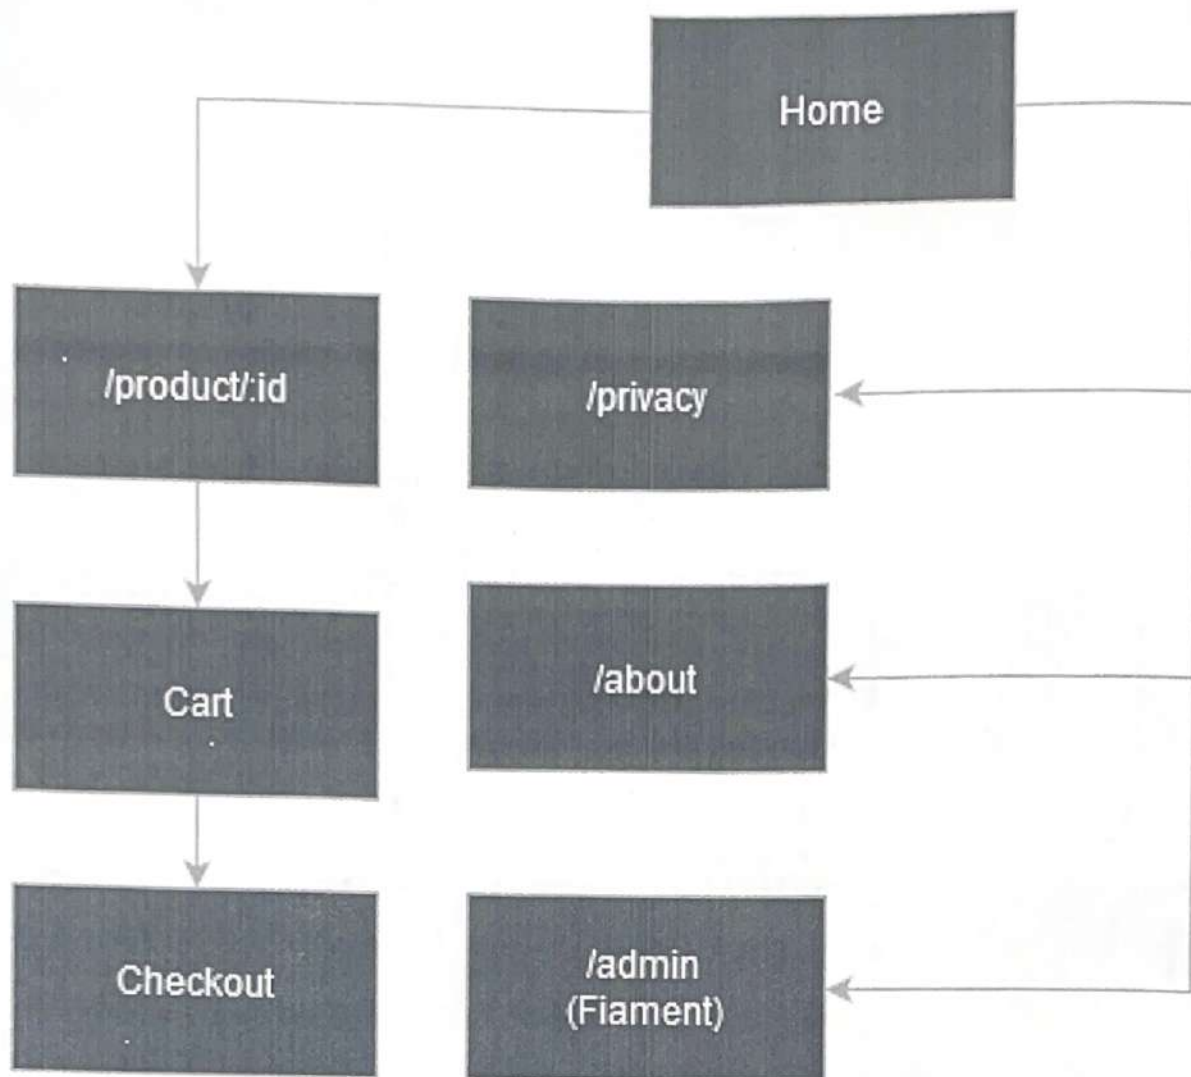 Home
/product/:id
/privacy
Cart
/about
Checkout
/admin
(Fiament)